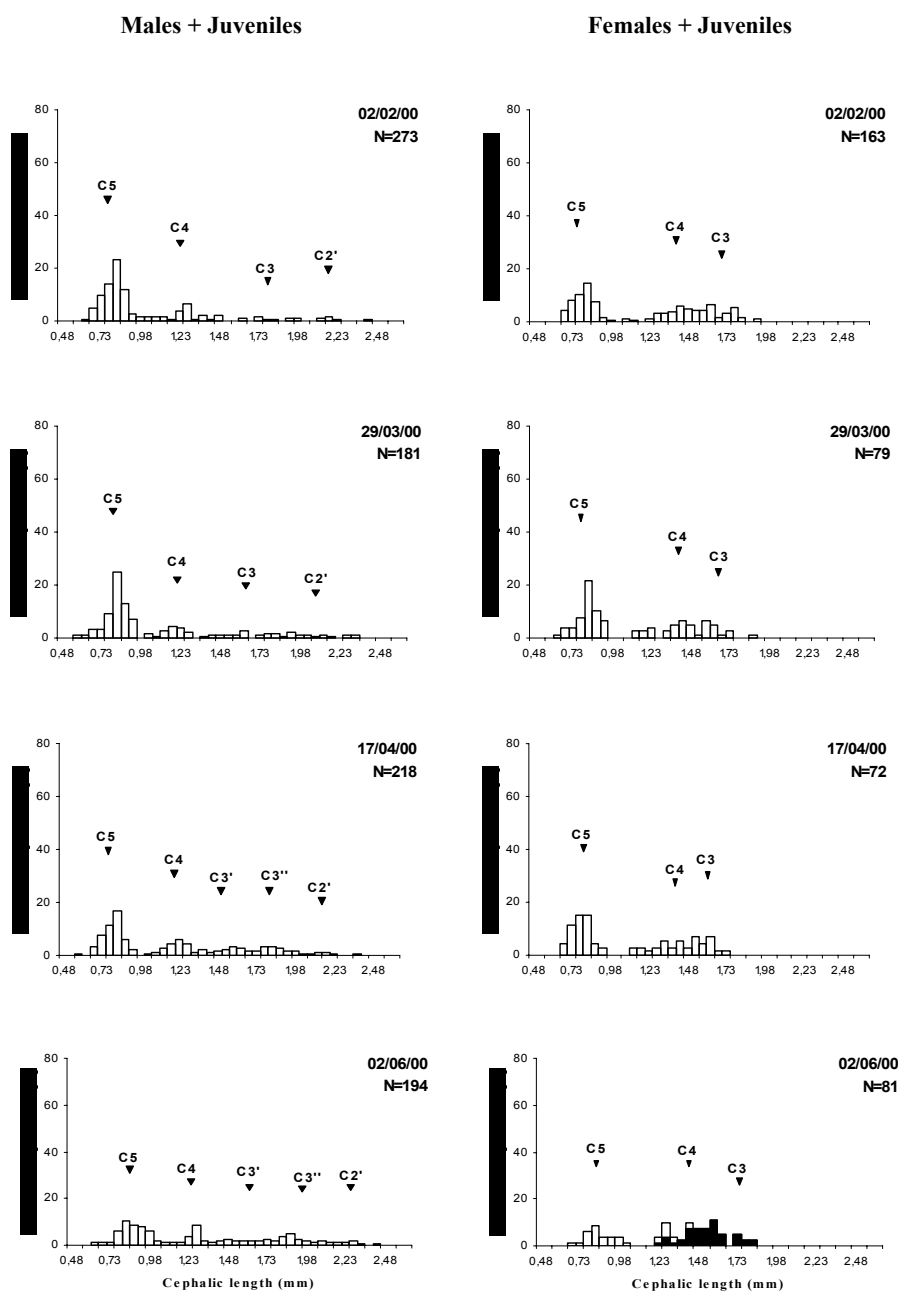 Males + Juveniles
Females + Juveniles
02/02/00
N=273
80
60
40
20
0
C5
C4
C3
C2'
0,48 0,73 0,98 1,23 1,48 1,73 1,98 2,23 2,48
02/02/00
N=163
80
60
40
20
0
C5
C4
C3
0,48 0,73 0,98 1,23 1,48 1,73 1,98 2,23 2,48
29/03/00
N=181
80
60
40
20
0
C5
C4
C3
C2'
0,48 0,73 0,98 1,23 1,48 1,73 1,98 2,23 2,48
29/03/00
N=79
80
60
40
20
0
C5
C4
C3
0,48 0,73 0,98 1,23 1,48 1,73 1,98 2,23 2,48
17/04/00
N=218
80
60
40
20
0
C5
C4
C3'
C3''
C2'
0,48 0,73 0,98 1,23 1,48 1,73 1,98 2,23 2,48
17/04/00
N=72
80
60
40
20
0
C5
C4
C3
0,48 0,73 0,98 1,23 1,48 1,73 1,98 2,23 2,48
02/06/00
N=194
80
60
40
20
0
C5
C4
C3'
C3''
C2'
0,48 0,73 0,98 1,23 1,48 1,73 1,98 2,23 2,48
Cephalic length (mm)
02/06/00
N=81
80
60
40
20
0
C5
C4
C3
0,48 0,73 0,98 1,23 1,48 1,73 1,98 2,23 2,48
Cephalic length (mm)